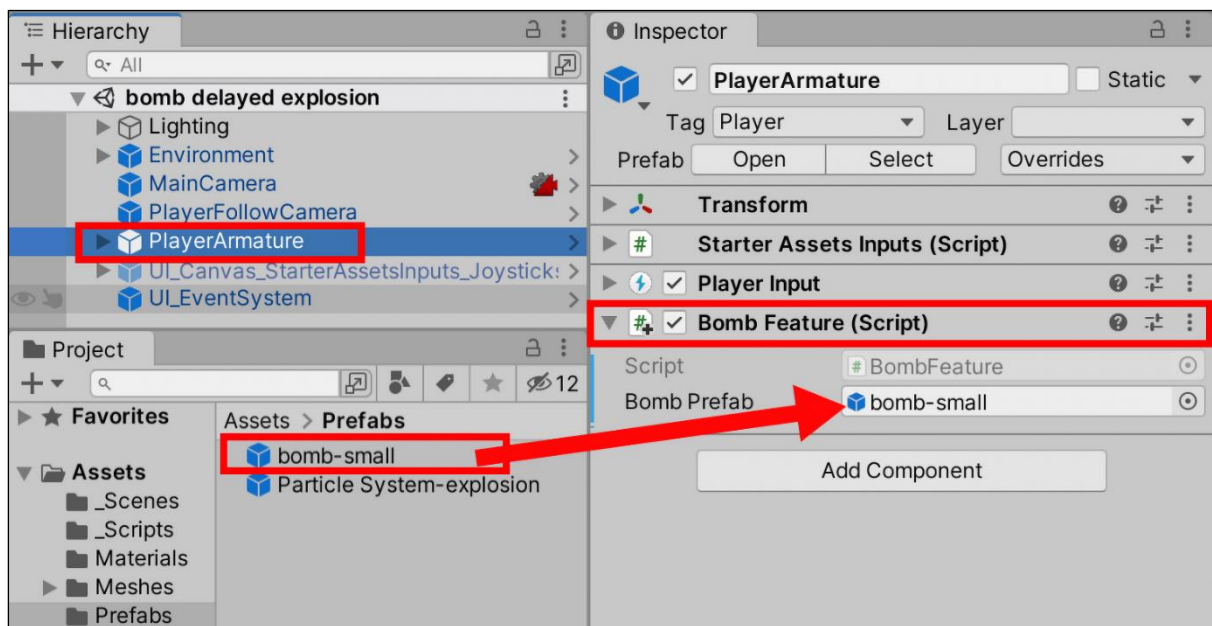 Hierarchy
All
bomb delayed explosion
Lighting
Environment
MainCamera
PlayerFollowCamera
PlayerArmature
UI_Canvas_StarterAssetsInputs_Joystick
UI_EventSystem
Project
12
Favorites
Assets
_Scenes
_Scripts
Materials
Meshes
Prefabs
Assets > Prefabs
bomb-small
Particle System-explosion
Inspector
PlayerArmature Static
Tag Player Layer
Prefab Open Select Overrides
Transform
Starter Assets Inputs (Script)
Player Input
Bomb Feature (Script)
Script # BombFeature
Bomb Prefab bomb-small
Add Component